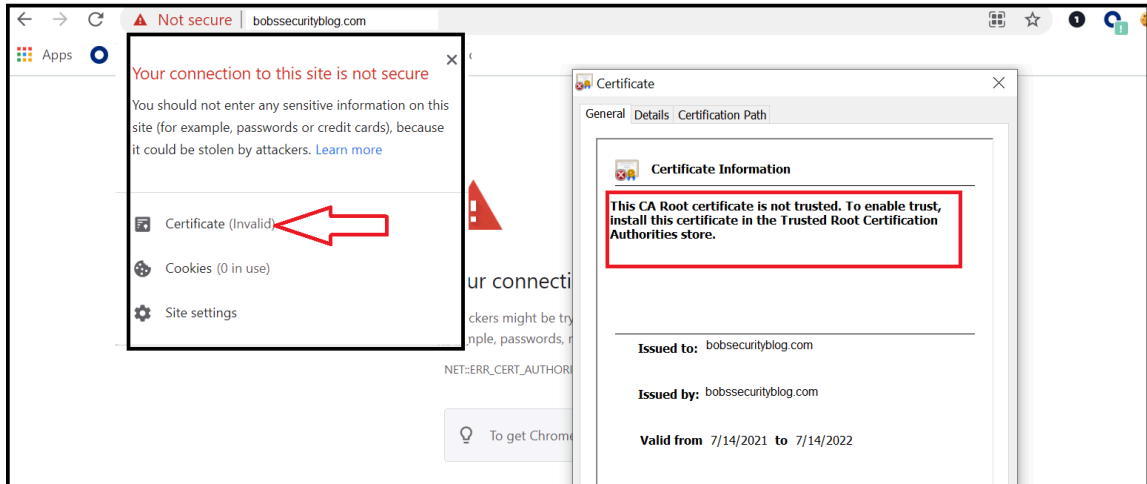 Not secure
bobssecurityblog.com
Apps
Your connection to this site is not secure
You should not enter any sensitive information on this
site (for example, passwords or credit cards), because
it could be stolen by attackers. Learn more
Certificate (Invalid)
Cookies (0 in use)
Site settings
ur connecti
ckers might be try
mple, passwords,
NET::ERR_CERT_AUTHORI
To get Chrome
Certificate
General Details Certification Path
Certificate Information
This CA Root certificate is not trusted. To enable trust,
install this certificate in the Trusted Root Certification
Authorities store.
Issued to: bobsecurityblog.com
Issued by: bobssecurityblog.com
Valid from 7/14/2021 to 7/14/2022